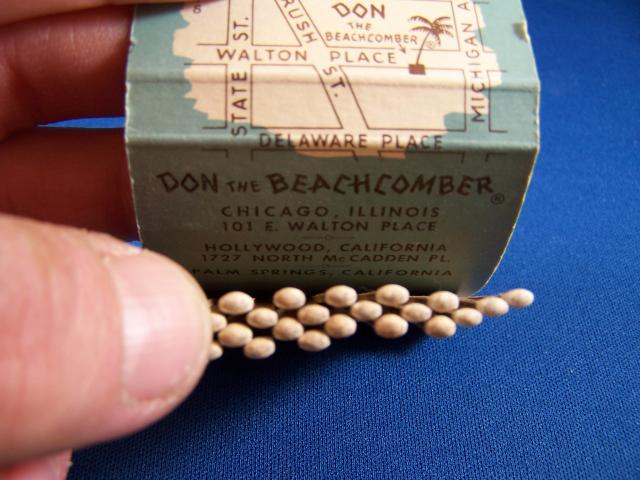 DON
THE
BEACHCOMBER
RUSH ST.
WALTON PLACE
STATE ST.
MICHIGAN A
DELAWARE PLACE
DON THE BEACHCOMBER®
CHICAGO, ILLINOIS
101 E. WALTON PLACE
HOLLYWOOD, CALIFORNIA
1727 NORTH McCADDEN PL.
PALM SPRINGS, CALIFORNIA